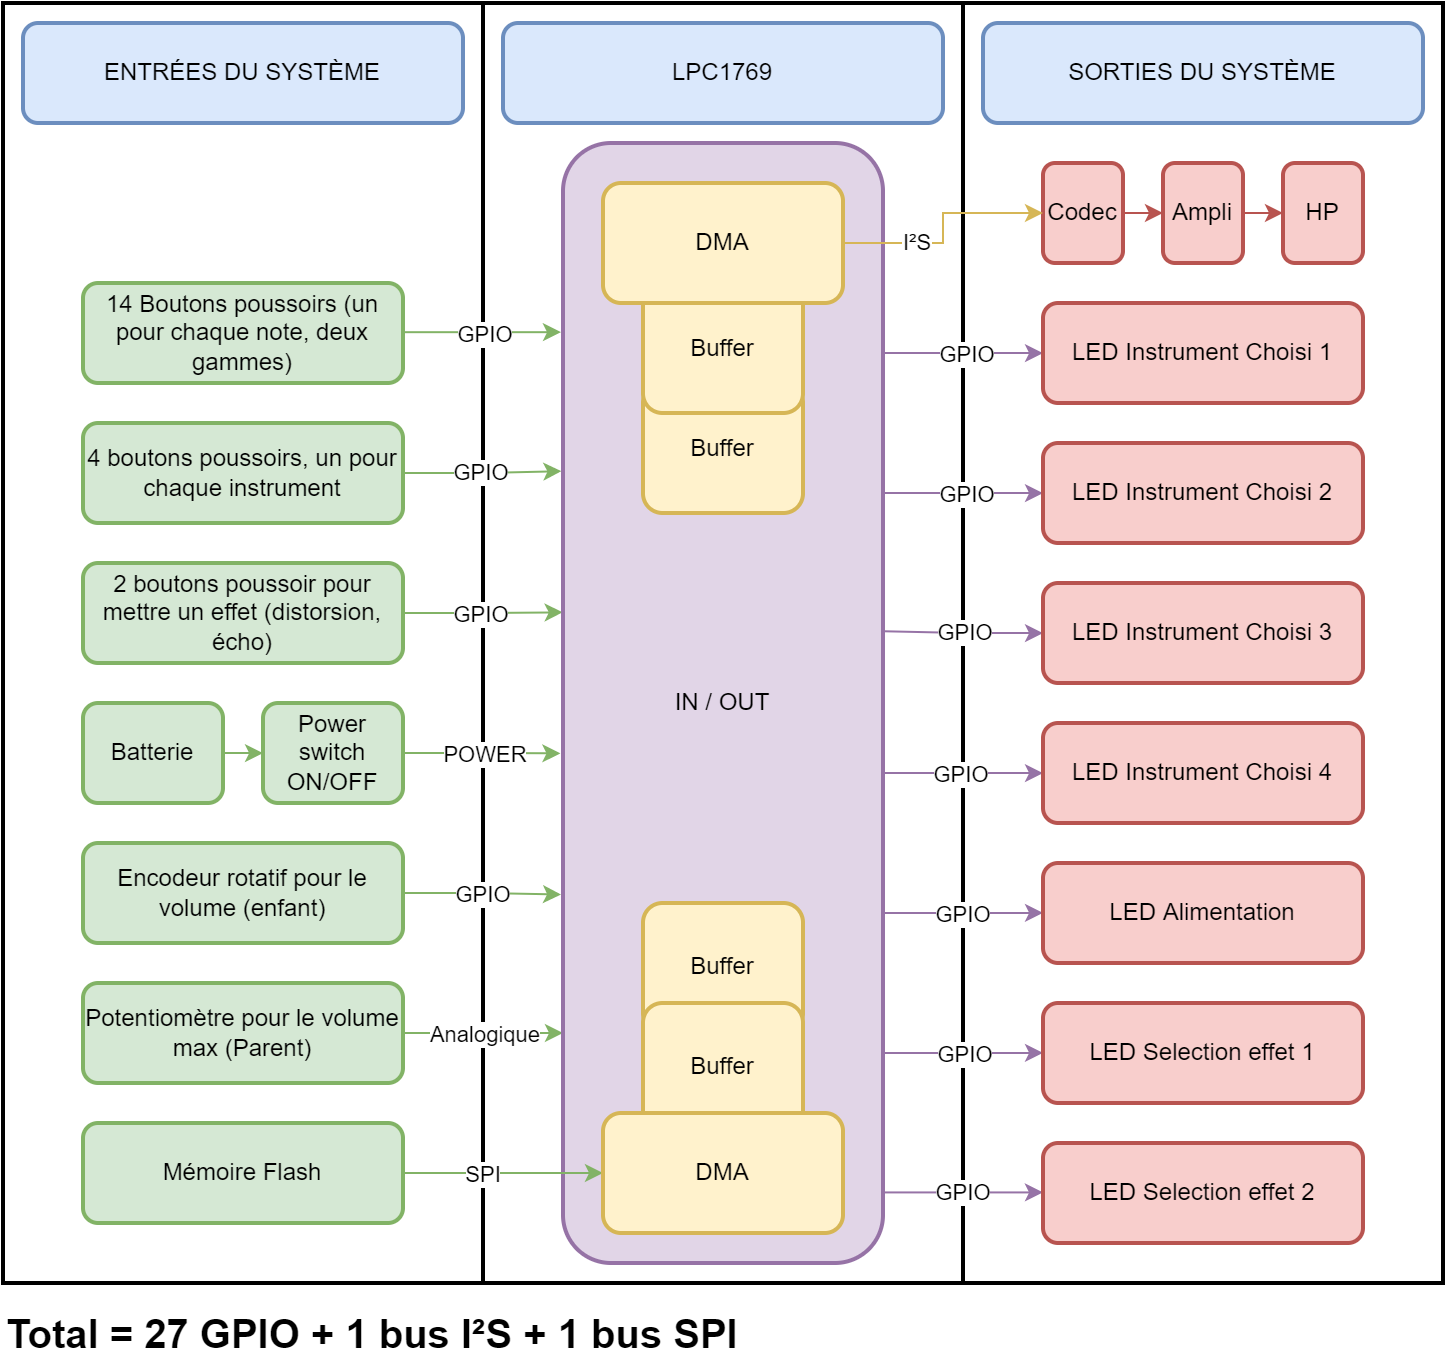 ENTRÉES DU SYSTÈME
LPC1769
SORTIES DU SYSTÈME
DMA
I²S
Codec
Ampli
HP
14 Boutons poussoirs (un
pour chaque note, deux
gammes)
GPIO
Buffer
GPIO
LED Instrument Choisi 1
4 boutons poussoirs, un pour
chaque instrument
GPIO
Buffer
GPIO
LED Instrument Choisi 2
2 boutons poussoir pour
mettre un effet (distorsion,
écho)
GPIO
GPIO
LED Instrument Choisi 3
IN / OUT
Batterie
Power
switch
ON/OFF
POWER
GPIO
LED Instrument Choisi 4
Encodeur rotatif pour le
volume (enfant)
GPIO
Buffer
GPIO
LED Alimentation
Potentiomètre pour le volume
max (Parent)
Analogique
Buffer
GPIO
LED Selection effet 1
Mémoire Flash
SPI
DMA
GPIO
LED Selection effet 2
Total = 27 GPIO + 1 bus I²S + 1 bus SPI